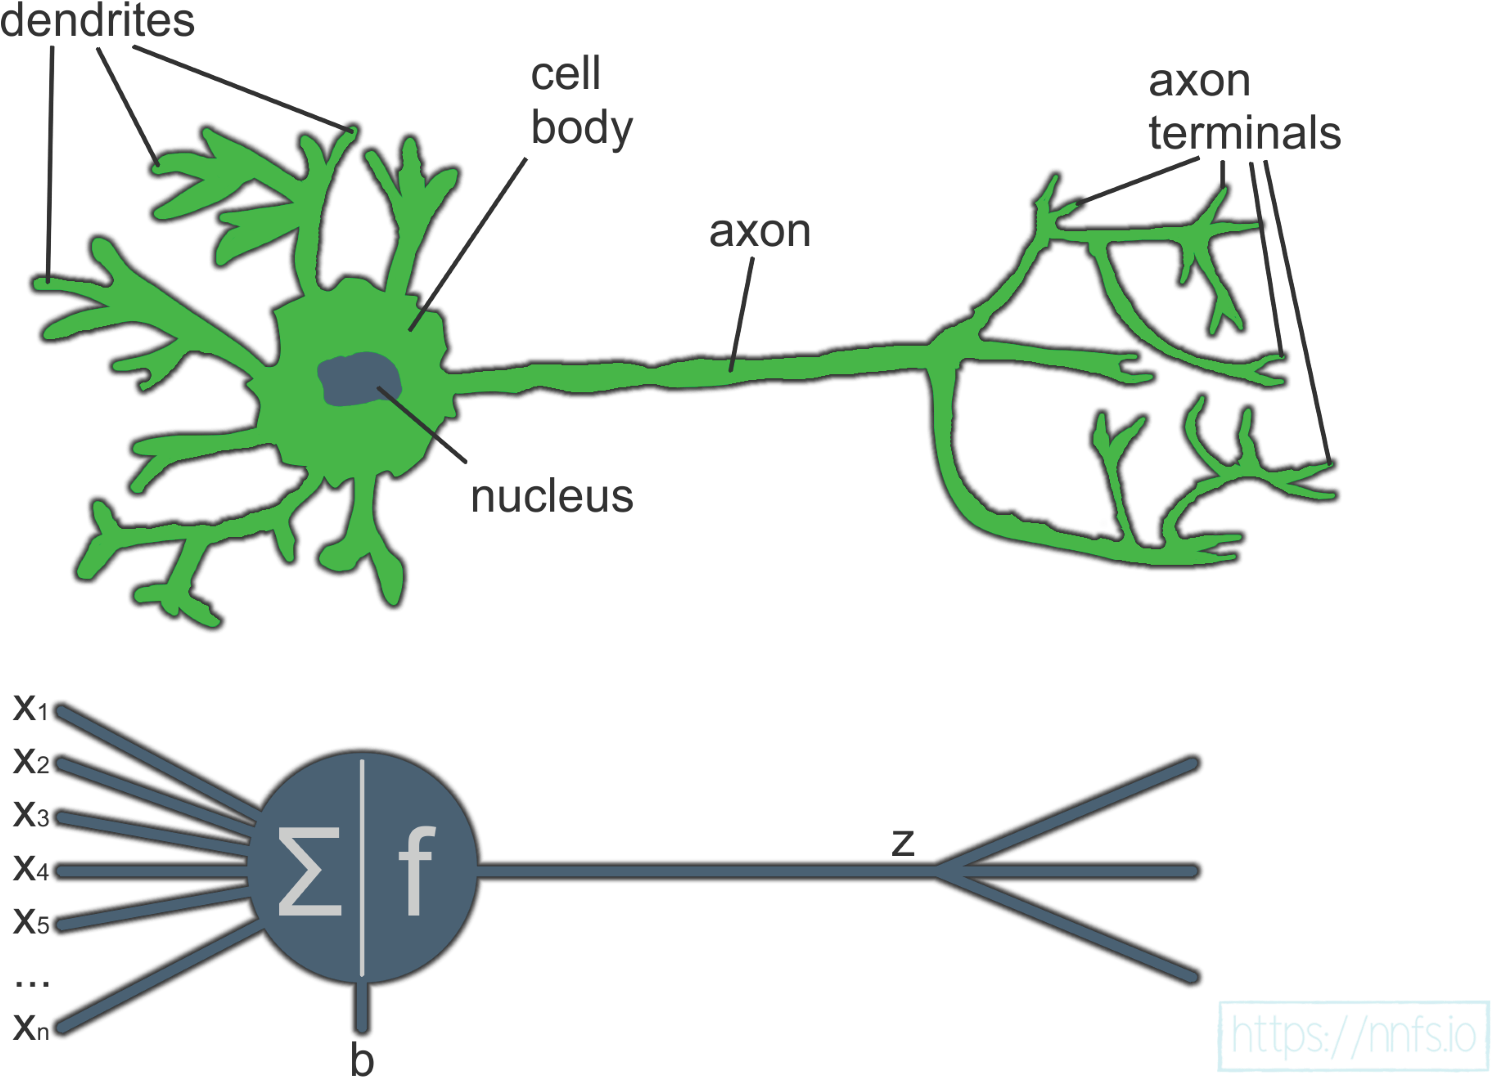 dendrites
cell
body
axon
terminals
axon
nucleus
x1
x2
x3
x4
x5
...
xn
Σ f
z
b
https://nnfs.io